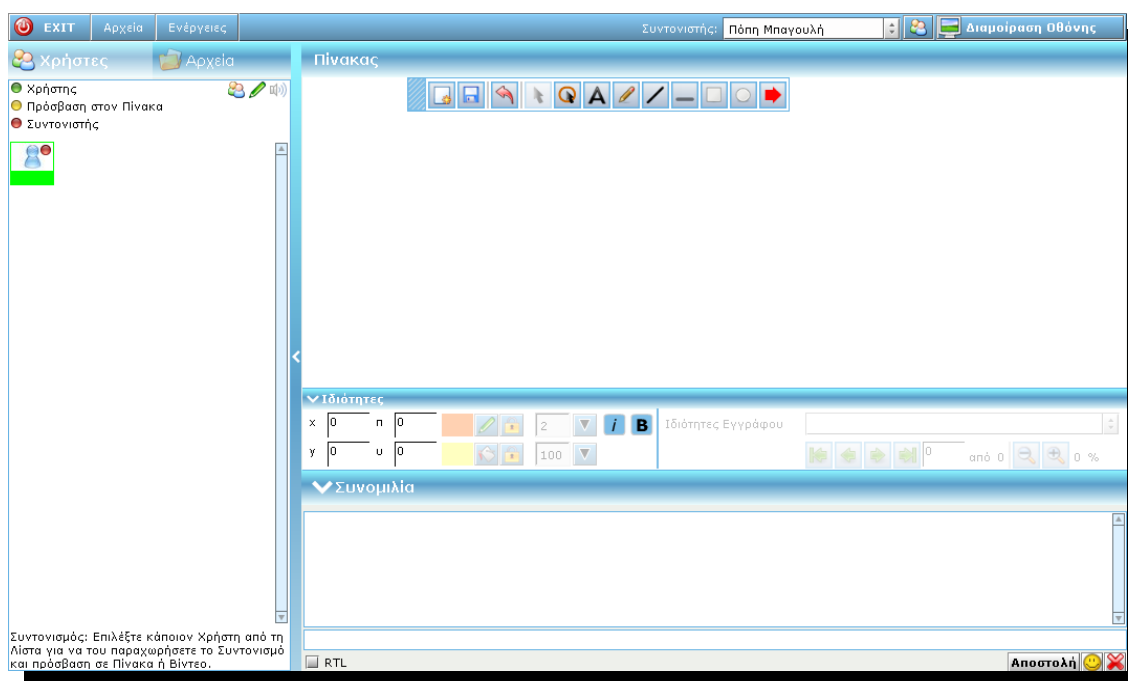 EXIT Αρχεία Ενέργειες Συντονιστής: Πόπη Μπαγουλή Διαμοίραση Οθόνης
Χρήστες Αρχεία
Πίνακας
Χρήστης
Πρόσβαση στον Πίνακα
Συντονιστής
A
Ιδιότητες
x 0 π 0 2 i B Ιδιότητες Εγγράφου
y 0 υ 0 100 0 από 0 0 %
Συνομιλία
Συντονισμός: Επιλέξτε κάποιον Χρήστη από τη
Λίστα για να του παραχωρήσετε το Συντονισμό
και πρόσβαση σε Πίνακα ή Βίντεο.
RTL Αποστολή